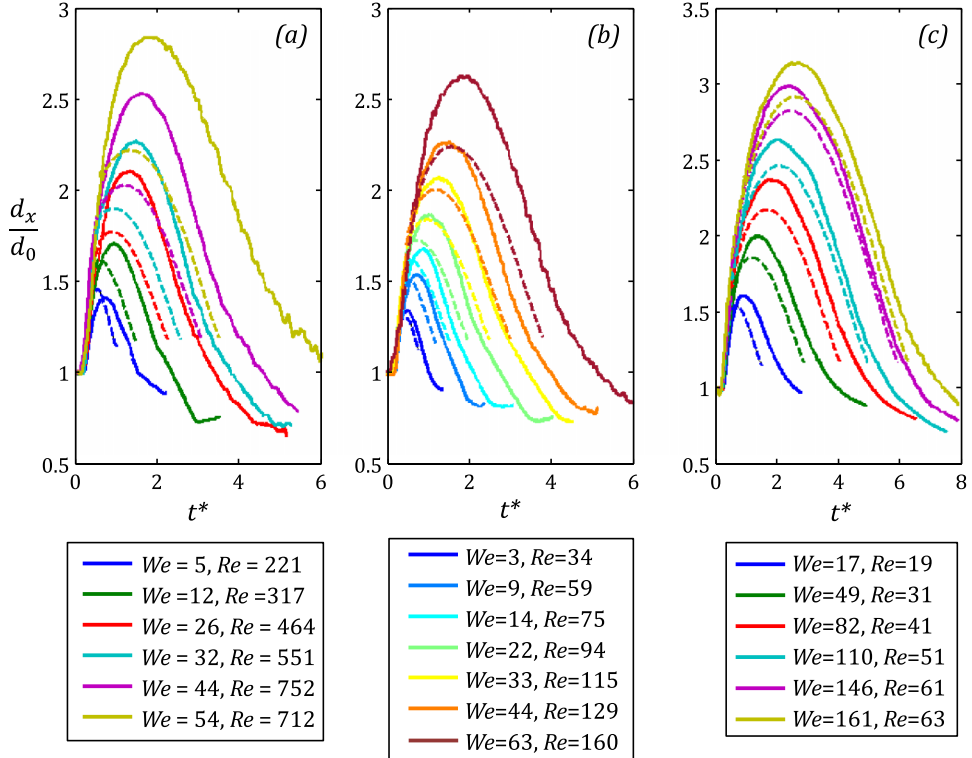 3
2.5
2
1.5
1
0.5
0
2
4
6
(a)
d_x
d_0
t*
We = 5, Re = 221
We = 12, Re =317
We = 26, Re = 464
We = 32, Re = 551
We = 44, Re = 752
We = 54, Re = 712
3
2.5
2
1.5
1
0.5
0
2
4
6
(b)
t*
We=3, Re=34
We=9, Re=59
We=14, Re=75
We=22, Re=94
We=33, Re=115
We=44, Re=129
We=63, Re=160
3.5
3
2.5
2
1.5
1
0.5
0
2
4
6
8
(c)
t*
We=17, Re=19
We=49, Re=31
We=82, Re=41
We=110, Re=51
We=146, Re=61
We=161, Re=63